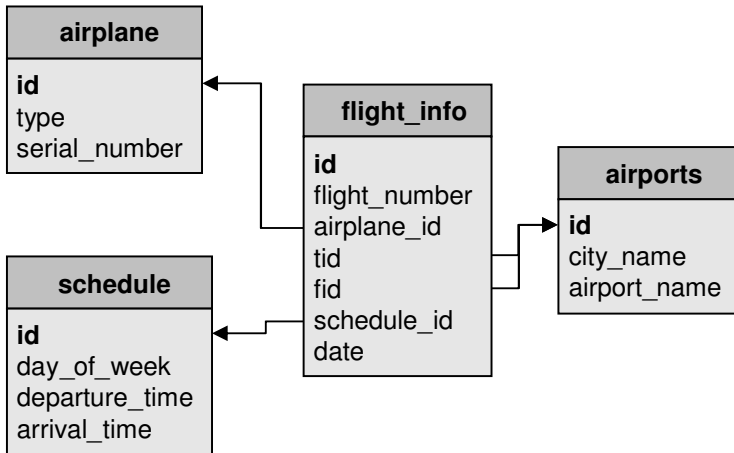 airplane
id
type
serial_number
flight_info
id
flight_number
airplane_id
tid
fid
schedule_id
date
airports
id
city_name
airport_name
schedule
id
day_of_week
departure_time
arrival_time